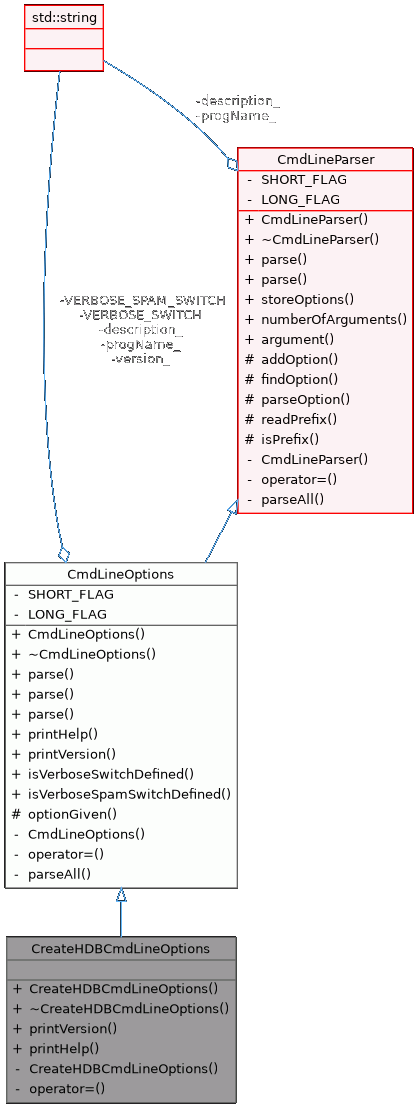 std::string
-description_
-progName_
CmdLineParser
- SHORT_FLAG
- LONG_FLAG
+ CmdLineParser()
+ ~CmdLineParser()
+ parse()
+ parse()
+ storeOptions()
+ numberOfArguments()
+ argument()
# addOption()
# findOption()
# parseOption()
# readPrefix()
# isPrefix()
- CmdLineParser()
- operator=()
- parseAll()
-VERBOSE_SPAM_SWITCH
-VERBOSE_SWITCH
-description_
-progName_
-version_
CmdLineOptions
- SHORT_FLAG
- LONG_FLAG
+ CmdLineOptions()
+ ~CmdLineOptions()
+ parse()
+ parse()
+ parse()
+ printHelp()
+ printVersion()
+ isVerboseSwitchDefined()
+ isVerboseSpamSwitchDefined()
# optionGiven()
- CmdLineOptions()
- operator=()
- parseAll()
CreateHDBCmdLineOptions
+ CreateHDBCmdLineOptions()
+ ~CreateHDBCmdLineOptions()
+ printVersion()
+ printHelp()
- CreateHDBCmdLineOptions()
- operator=()